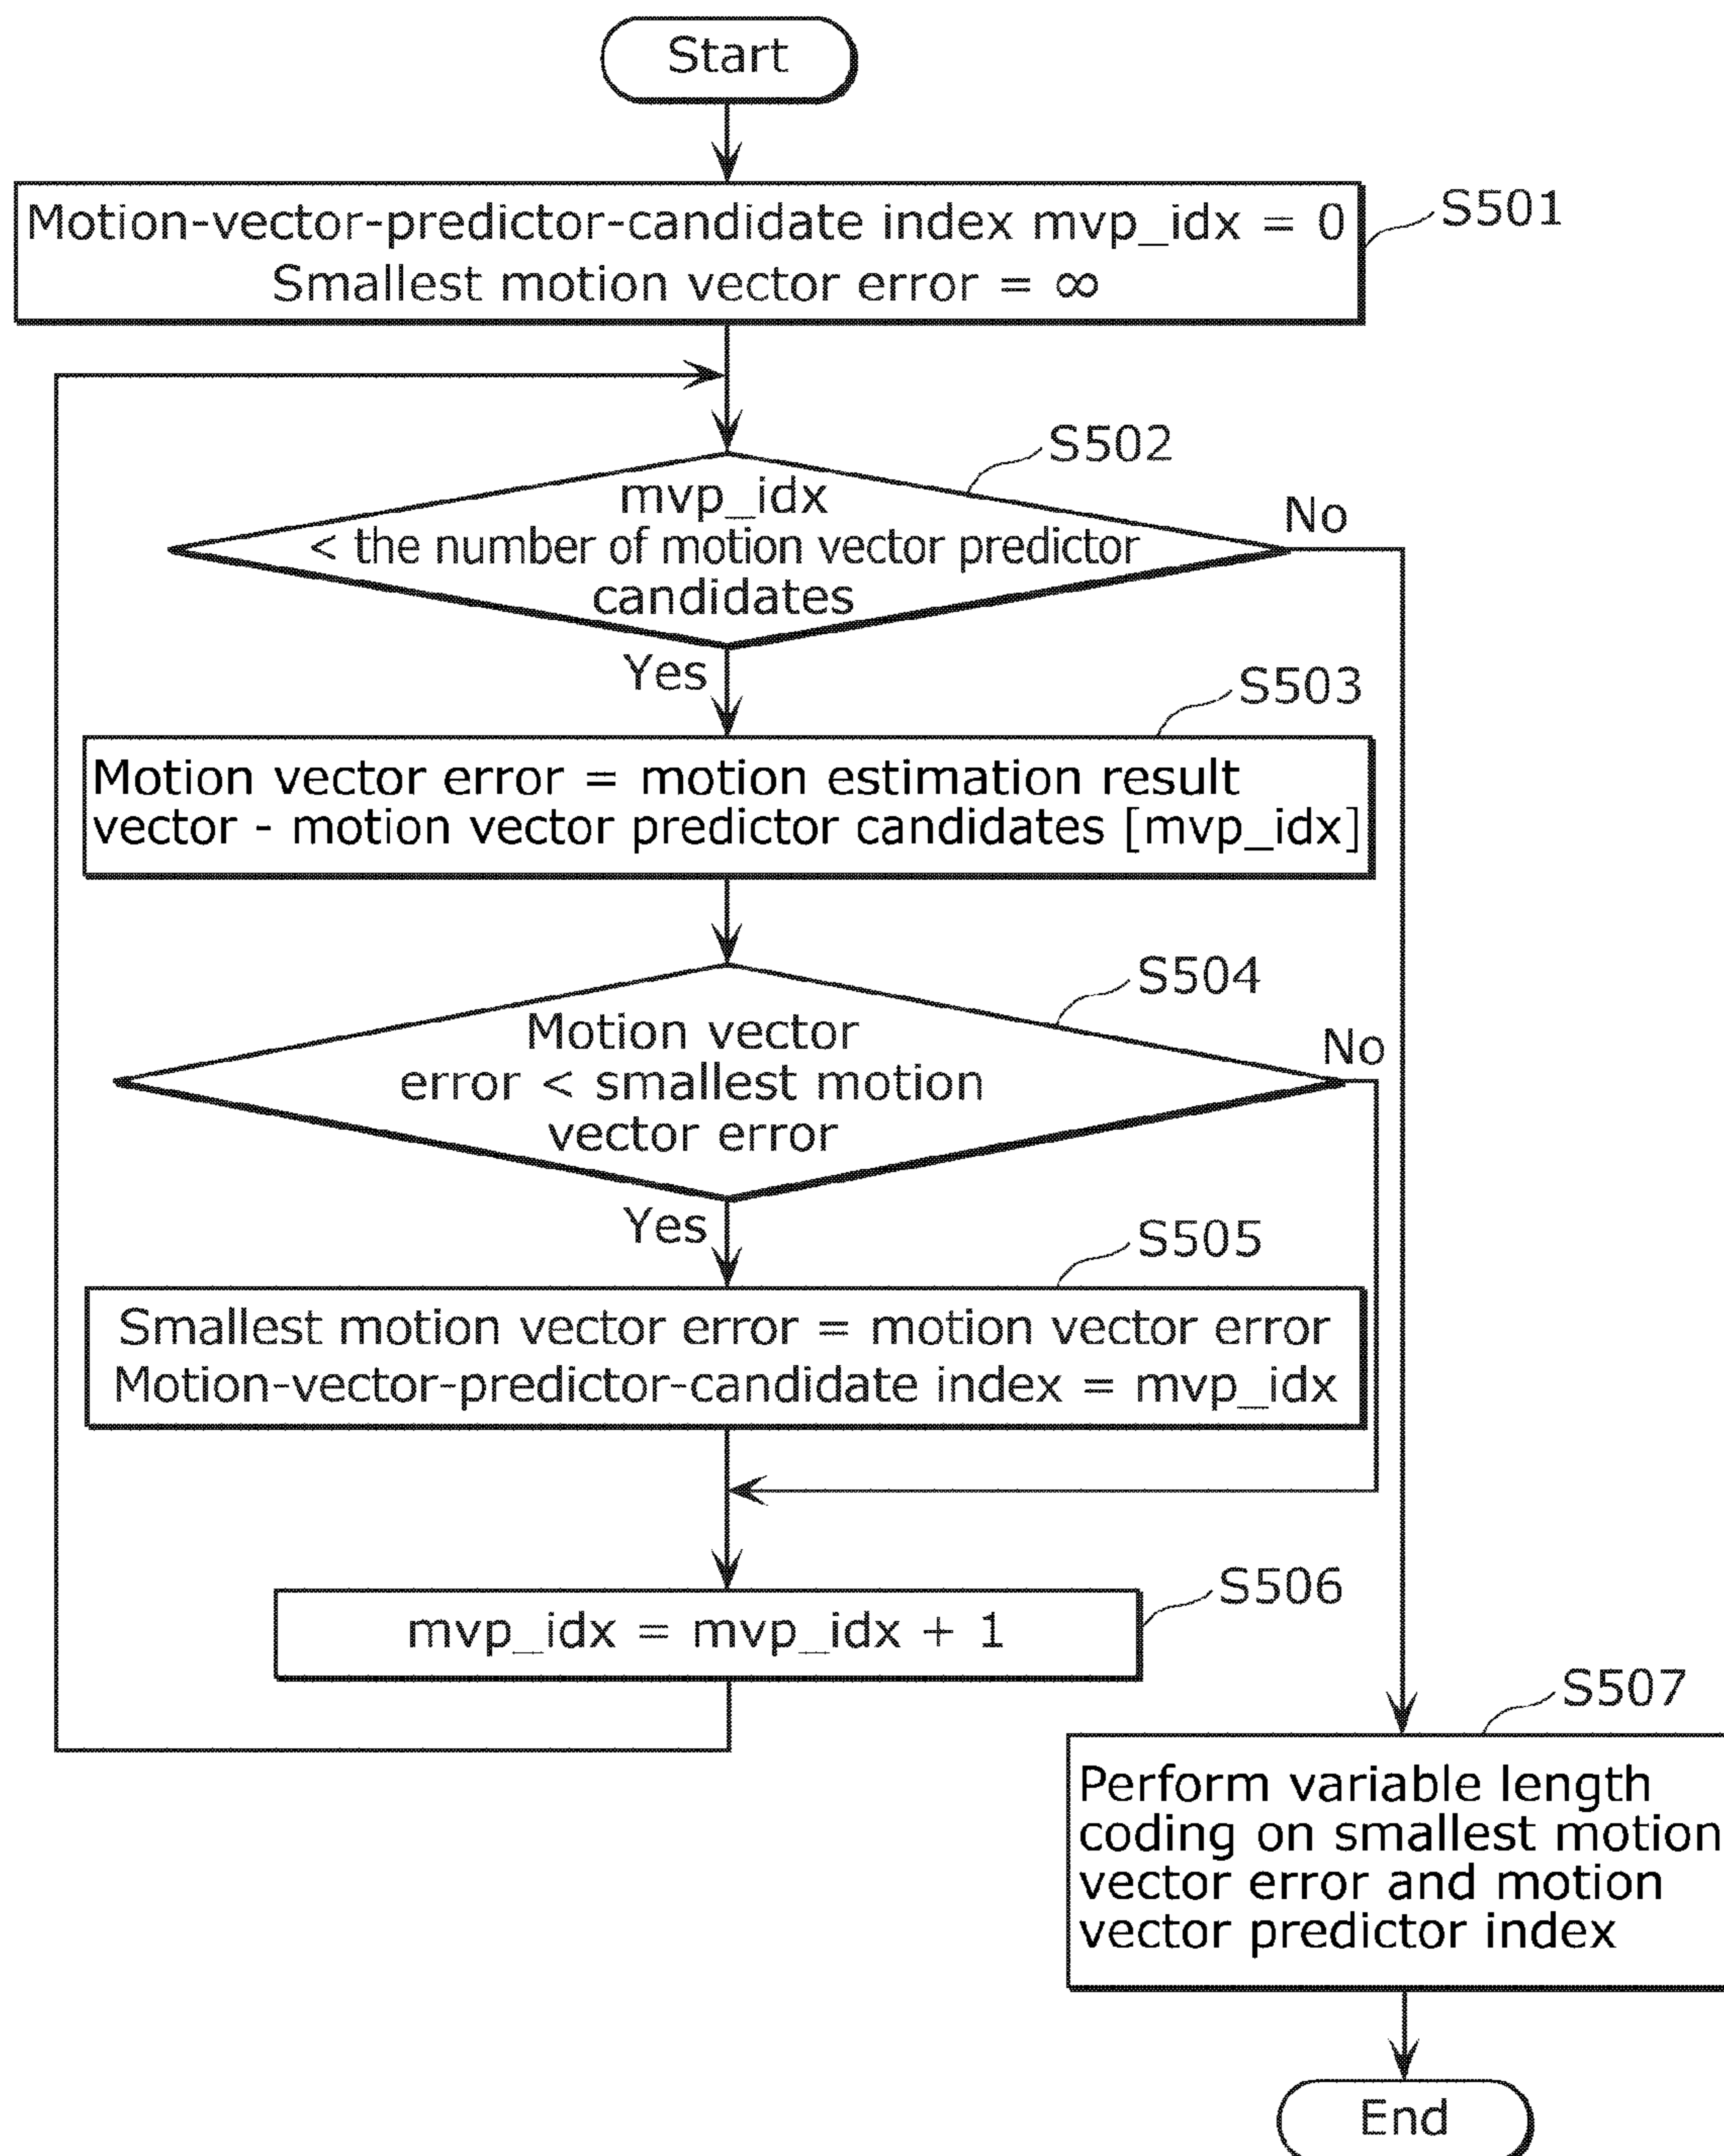 Start
Motion-vector-predictor-candidate index mvp_idx = 0
Smallest motion vector error = ∞
S501
S502
mvp_idx
< the number of motion vector predictor
candidates
No
Yes
S503
Motion vector error = motion estimation result
vector - motion vector predictor candidates [mvp_idx]
S504
Motion vector
error < smallest motion
vector error
No
Yes
S505
Smallest motion vector error = motion vector error
Motion-vector-predictor-candidate index = mvp_idx
S506
mvp_idx = mvp_idx + 1
S507
Perform variable length
coding on smallest motion
vector error and motion
vector predictor index
End